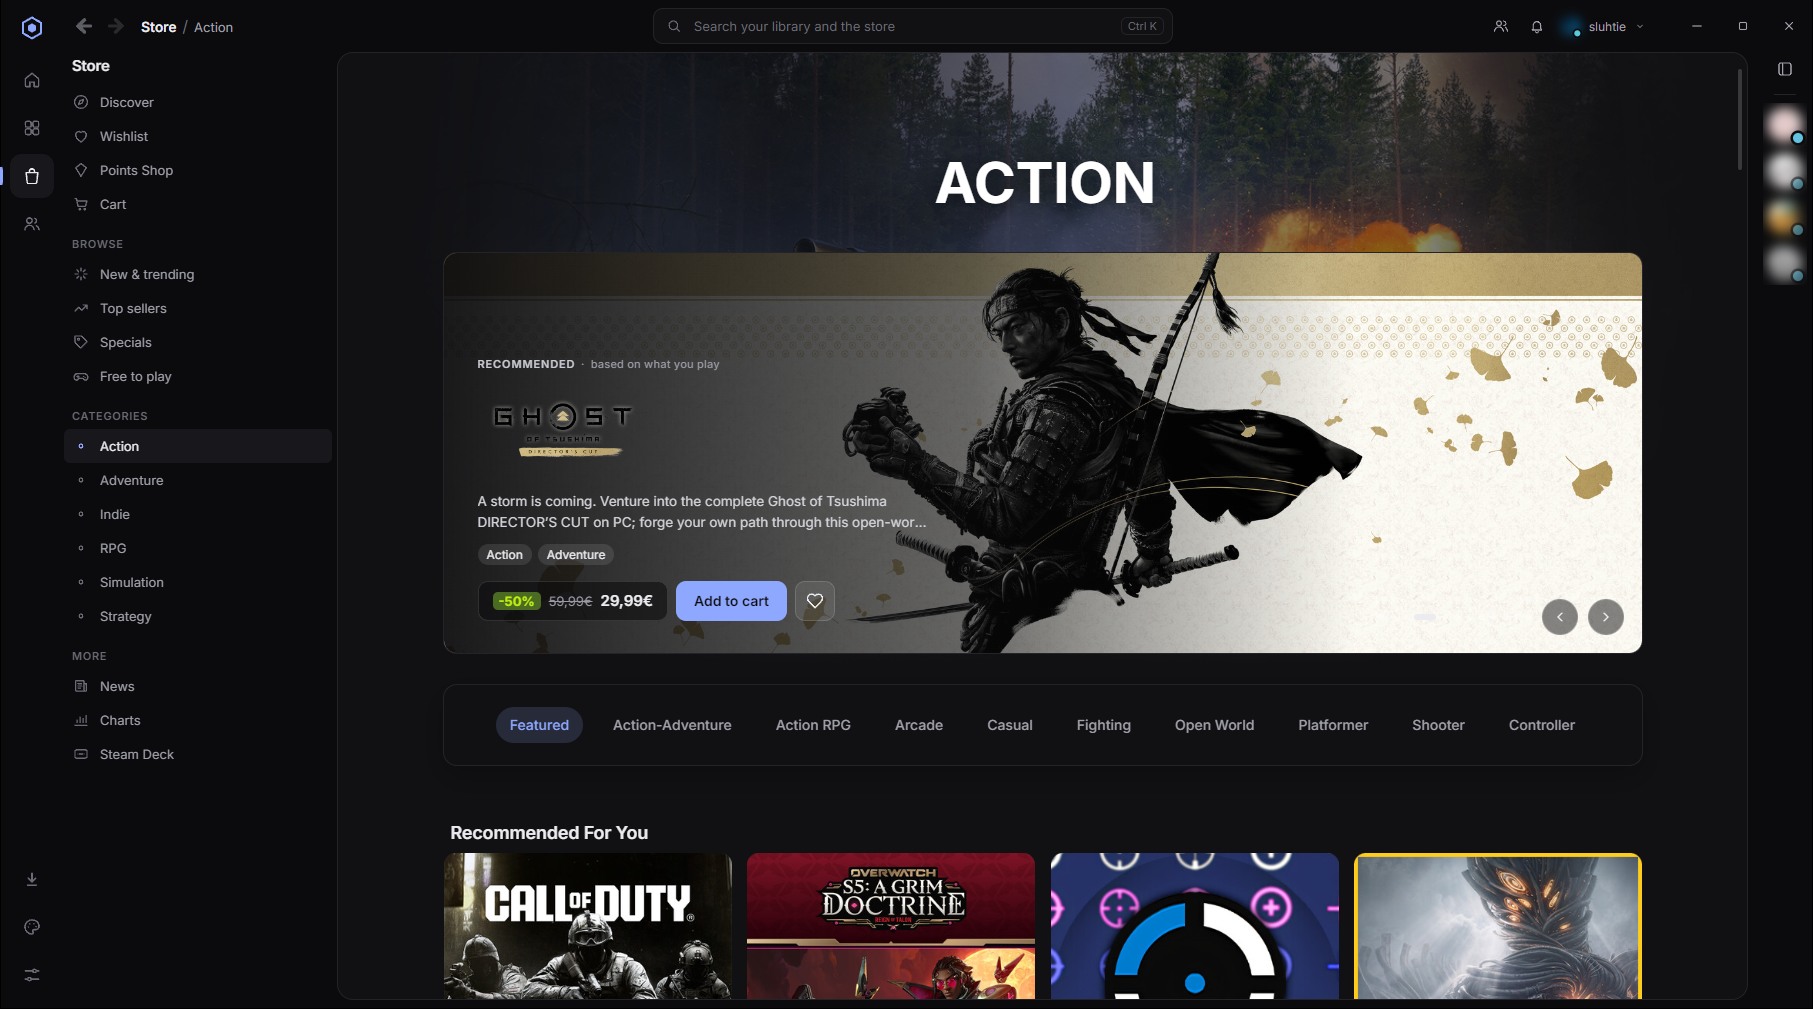 Store / Action
Search your library and the store
Ctrl K
sluhtie
Store
Discover
Wishlist
Points Shop
Cart
BROWSE
New & trending
Top sellers
Specials
Free to play
CATEGORIES
Action
Adventure
Indie
RPG
Simulation
Strategy
MORE
News
Charts
Steam Deck
ACTION
RECOMMENDED · based on what you play
GHOST
OF TSUSHIMA
DIRECTOR'S CUT
A storm is coming. Venture into the complete Ghost of Tsushima
DIRECTOR'S CUT on PC; forge your own path through this open-wor...
Action Adventure
-50% 59,99€ 29,99€ Add to cart
Featured Action-Adventure Action RPG Arcade Casual Fighting Open World Platformer Shooter Controller
Recommended For You
CALL OF DUTY®
OVERWATCH
S5: A GRIM
DOCTRINE
REIGN OF TALON